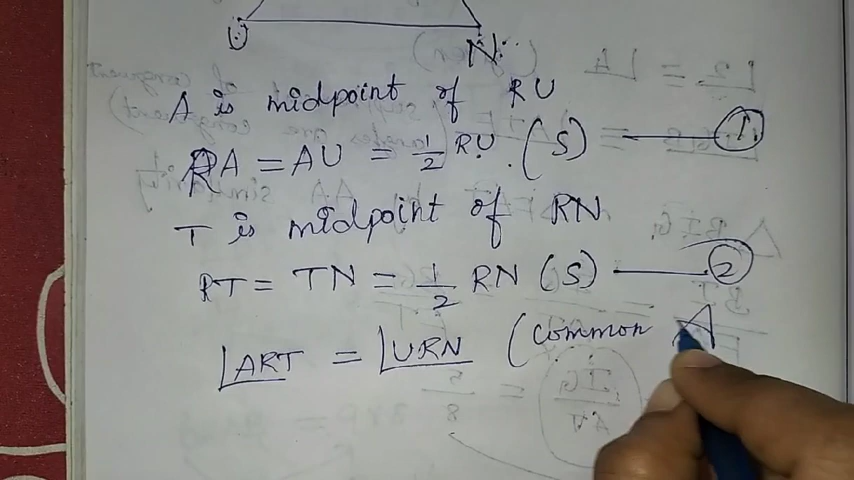 U N
A is midpoint of RU
RA = AU = 1/2 RU. (S) — 1
T is midpoint of RN
RT = TN = 1/2 RN (S) — 2
∠ART = ∠URN (common A